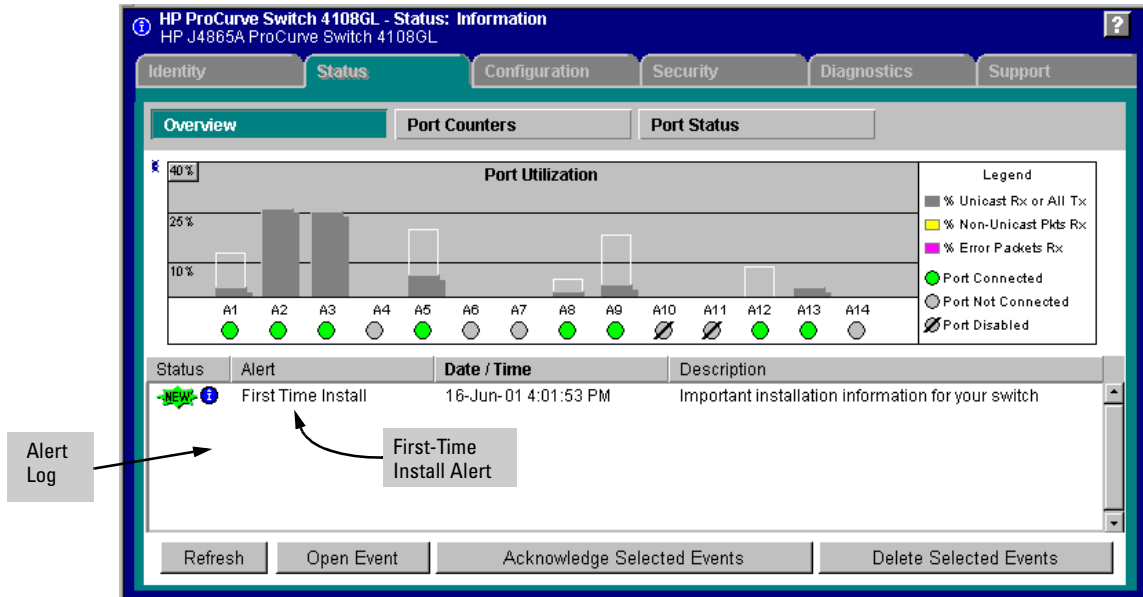 HP ProCurve Switch 4108GL - Status: Information
HP J4865A ProCurve Switch 4108GL
?
Identity Status Configuration Security Diagnostics Support
Overview Port Counters Port Status
Port Utilization
40%
25%
10%
A1 A2 A3 A4 A5 A6 A7 A8 A9 A10 A11 A12 A13 A14
Legend
% Unicast Rx or All Tx
% Non-Unicast Pkts Rx
% Error Packets Rx
Port Connected
Port Not Connected
Port Disabled
Status Alert Date / Time Description
NEW i First Time Install 16-Jun-01 4:01:53 PM Important installation information for your switch
Alert
Log
First-Time
Install Alert
Refresh Open Event Acknowledge Selected Events Delete Selected Events